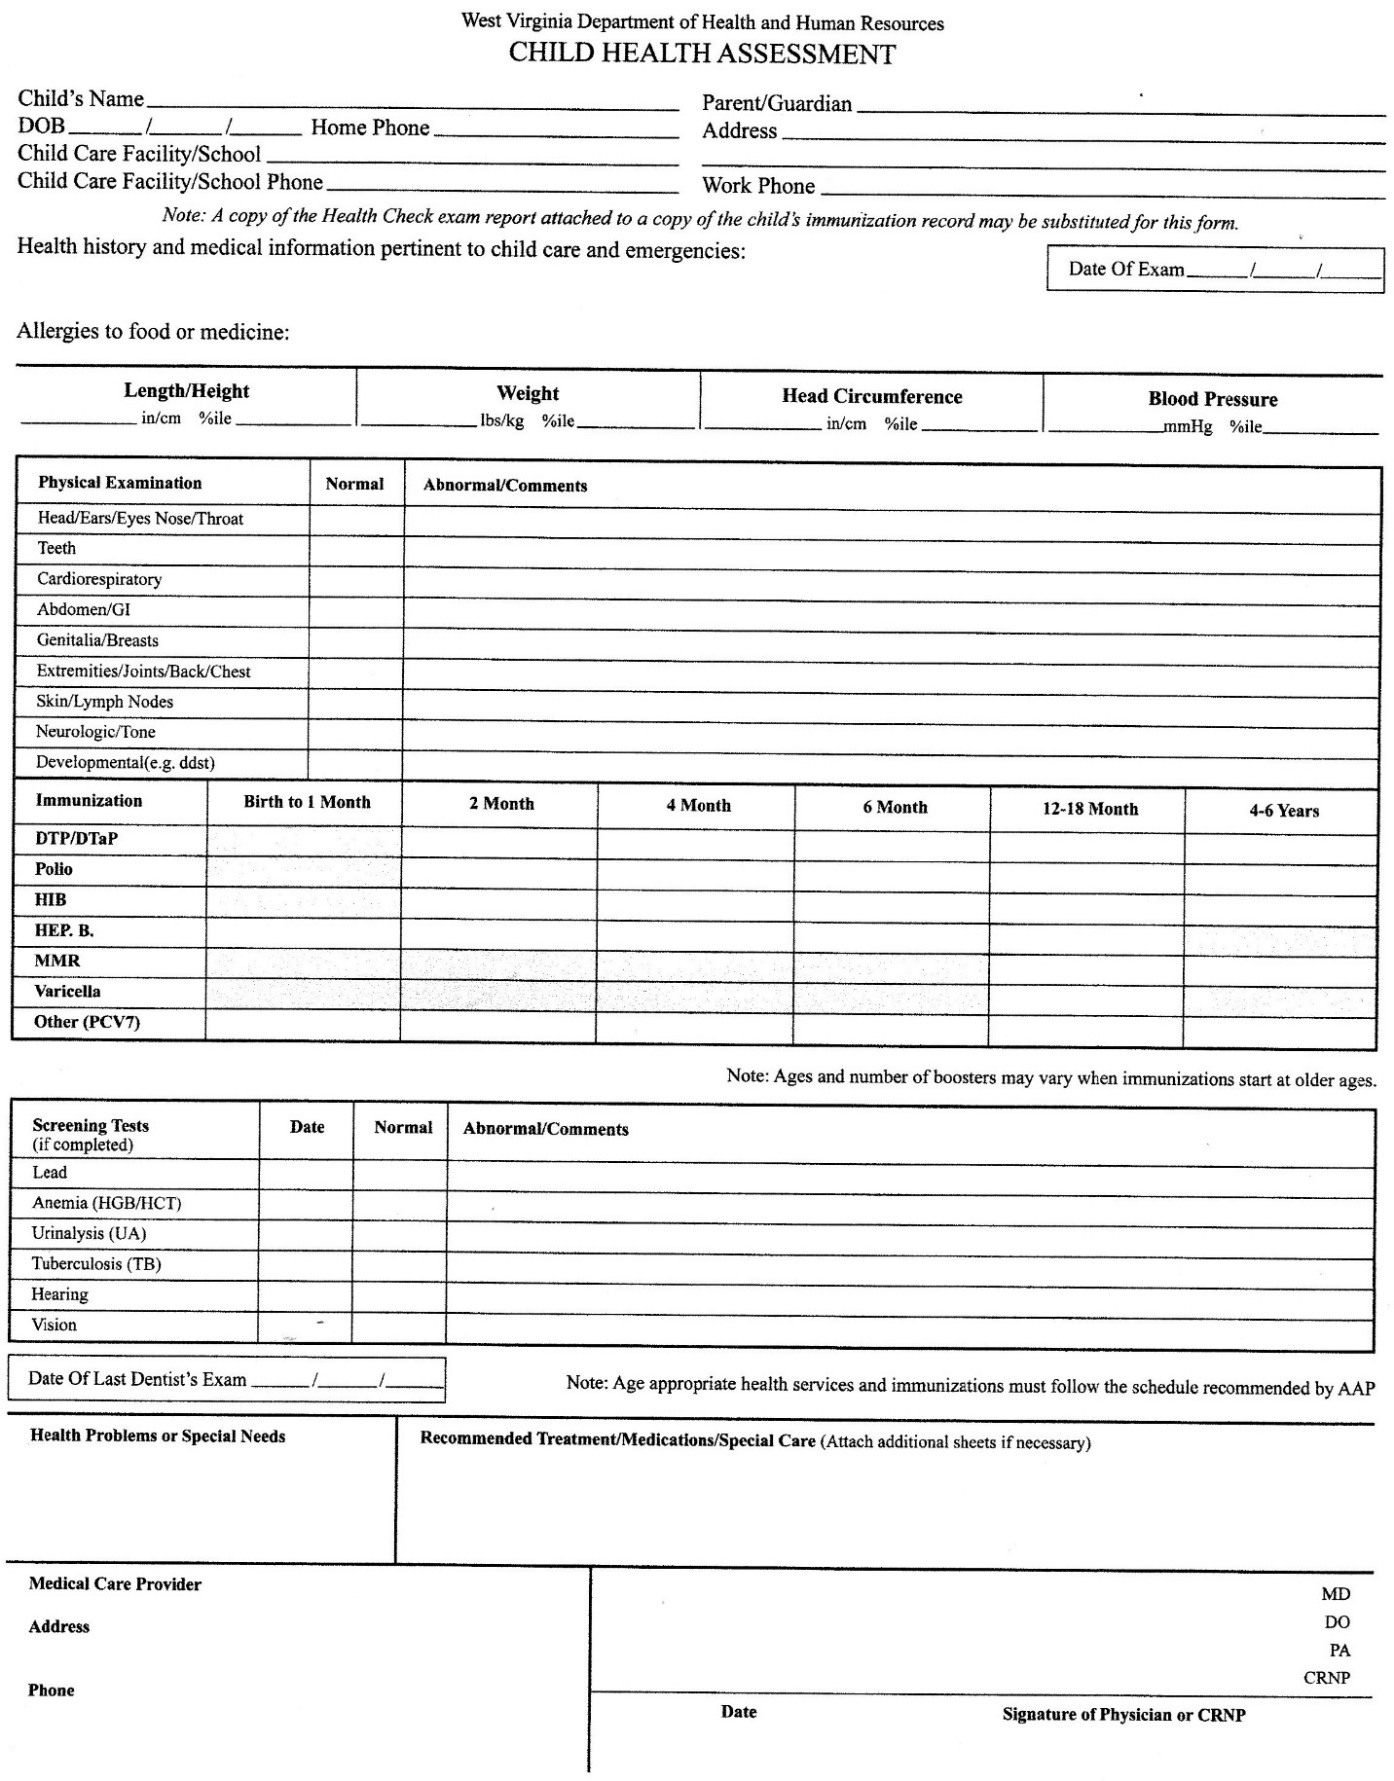 West Virginia Department of Health and Human Resources
CHILD HEALTH ASSESSMENT
Child's Name
Parent/Guardian
DOB / / Home Phone
Address
Child Care Facility/School
Child Care Facility/School Phone
Work Phone
Note: A copy of the Health Check exam report attached to a copy of the child's immunization record may be substituted for this form.
Health history and medical information pertinent to child care and emergencies:
Date Of Exam / /
Allergies to food or medicine:
Length/Height Weight Head Circumference Blood Pressure
in/cm %ile lbs/kg %ile in/cm %ile mmHg %ile
Physical Examination Normal Abnormal/Comments
Head/Ears/Eyes Nose/Throat
Teeth
Cardiorespiratory
Abdomen/GI
Genitalia/Breasts
Extremities/Joints/Back/Chest
Skin/Lymph Nodes
Neurologic/Tone
Developmental(e.g. ddst)
Immunization Birth to 1 Month 2 Month 4 Month 6 Month 12-18 Month 4-6 Years
DTP/DTaP
Polio
HIB
HEP. B.
MMR
Varicella
Other (PCV7)
Note: Ages and number of boosters may vary when immunizations start at older ages.
Screening Tests Date Normal Abnormal/Comments
(if completed)
Lead
Anemia (HGB/HCT)
Urinalysis (UA)
Tuberculosis (TB)
Hearing
Vision
Date Of Last Dentist's Exam / /
Note: Age appropriate health services and immunizations must follow the schedule recommended by AAP
Health Problems or Special Needs
Recommended Treatment/Medications/Special Care (Attach additional sheets if necessary)
Medical Care Provider
Address
Phone
MD
DO
PA
CRNP
Date Signature of Physician or CRNP